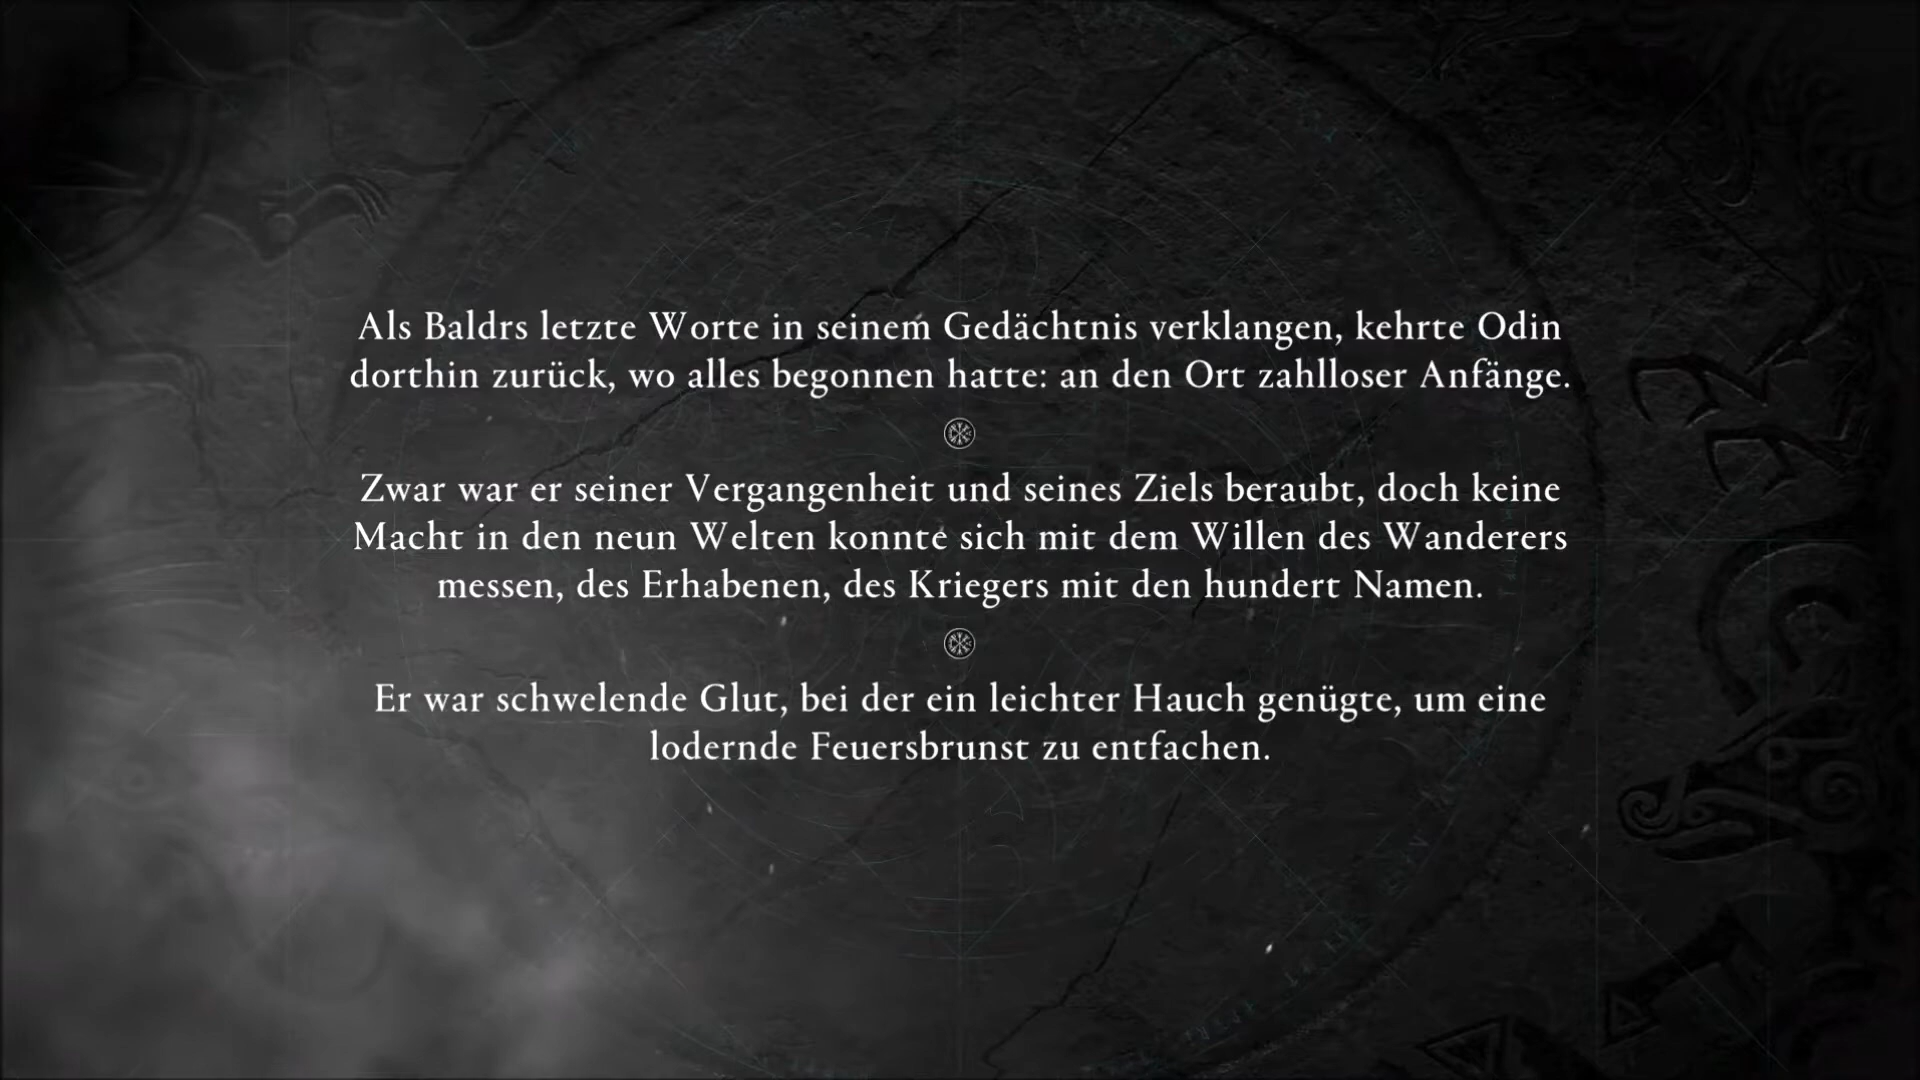 Als Baldrs letzte Worte in seinem Gedächtnis verklangen, kehrte Odin
dorthin zurück, wo alles begonnen hatte: an den Ort zahlloser Anfänge.
Zwar war er seiner Vergangenheit und seines Ziels beraubt, doch keine
Macht in den neun Welten konnte sich mit dem Willen des Wanderers
messen, des Erhabenen, des Kriegers mit den hundert Namen.
Er war schwelende Glut, bei der ein leichter Hauch genügte, um eine
lodernde Feuersbrunst zu entfachen.